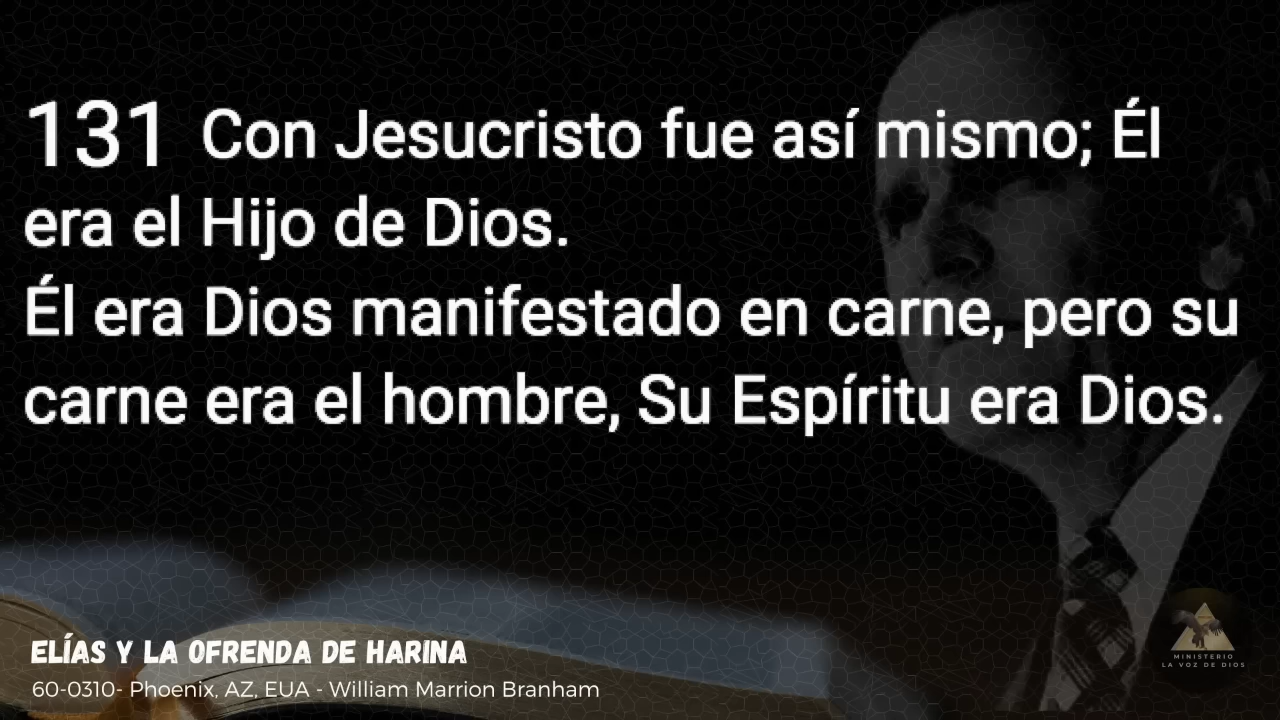 131 Con Jesucristo fue así mismo; Él
era el Hijo de Dios.
Él era Dios manifestado en carne, pero su
carne era el hombre, Su Espíritu era Dios.
ELÍAS Y LA OFRENDA DE HARINA
60-0310- Phoenix, AZ, EUA - William Marrion Branham
MINISTERIO
LA VOZ DE DIOS